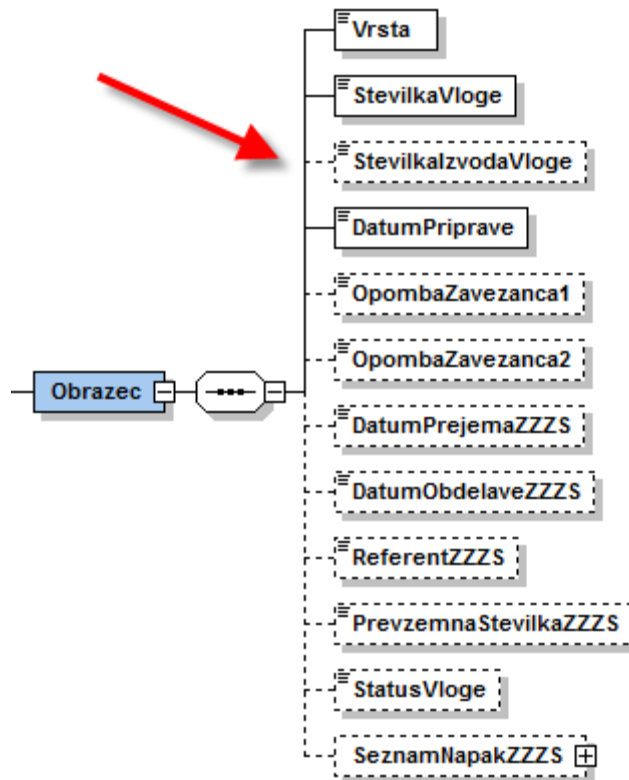 Vrsta
StevilkaVloge
StevilkaIzvodaVloge
DatumPriprave
OpombaZavezanca1
OpombaZavezanca2
Obrazec
DatumPrejemaZZZS
DatumObdelaveZZZS
ReferentZZZS
PrevzemnaStevilkaZZZS
StatusVloge
SeznamNapakZZZS